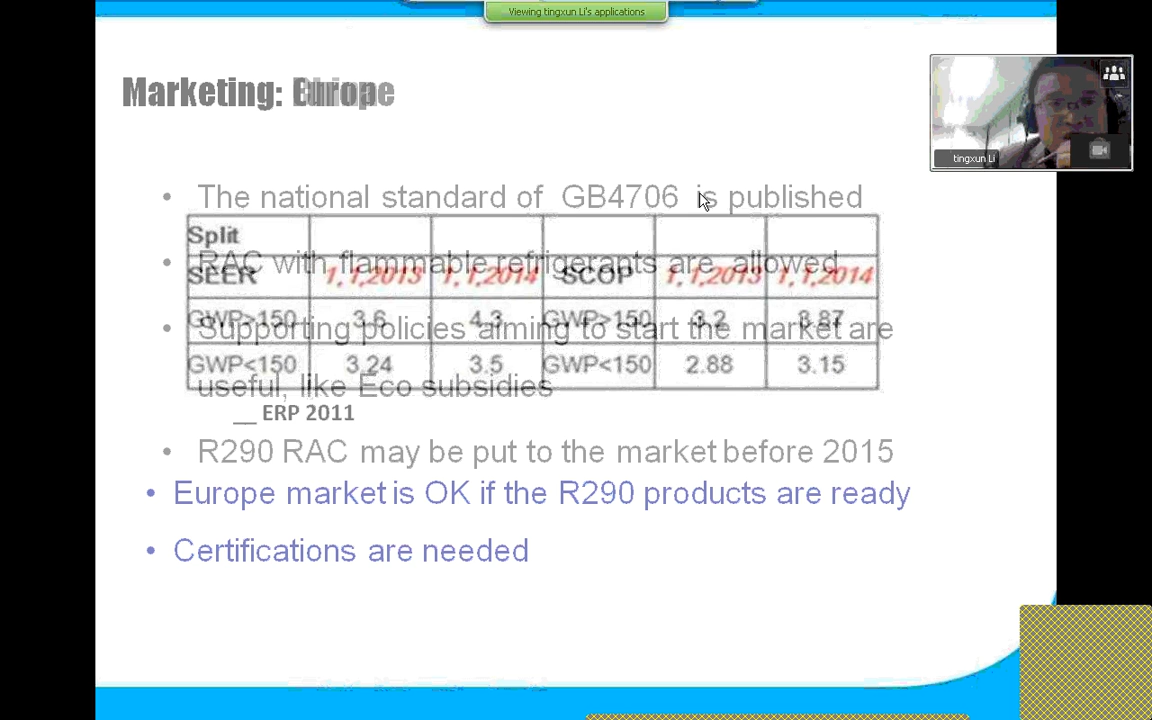 Viewing tingxun Li's applications
Marketing: Europe
tingxun Li
The national standard of GB4706 is published
Split
RAC with flammable refrigerants are allowed
SEER 1,1,2013 1,1,2014 SCOP 1,1,2013 1,1,2014
GWP>150 3.6 4.3 GWP>150 3.2 3.87
Supporting policies aiming to start the market are
GWP<150 3.24 3.5 GWP<150 2.88 3.15
useful, like Eco subsidies
__ ERP 2011
R290 RAC may be put to the market before 2015
Europe market is OK if the R290 products are ready
Certifications are needed